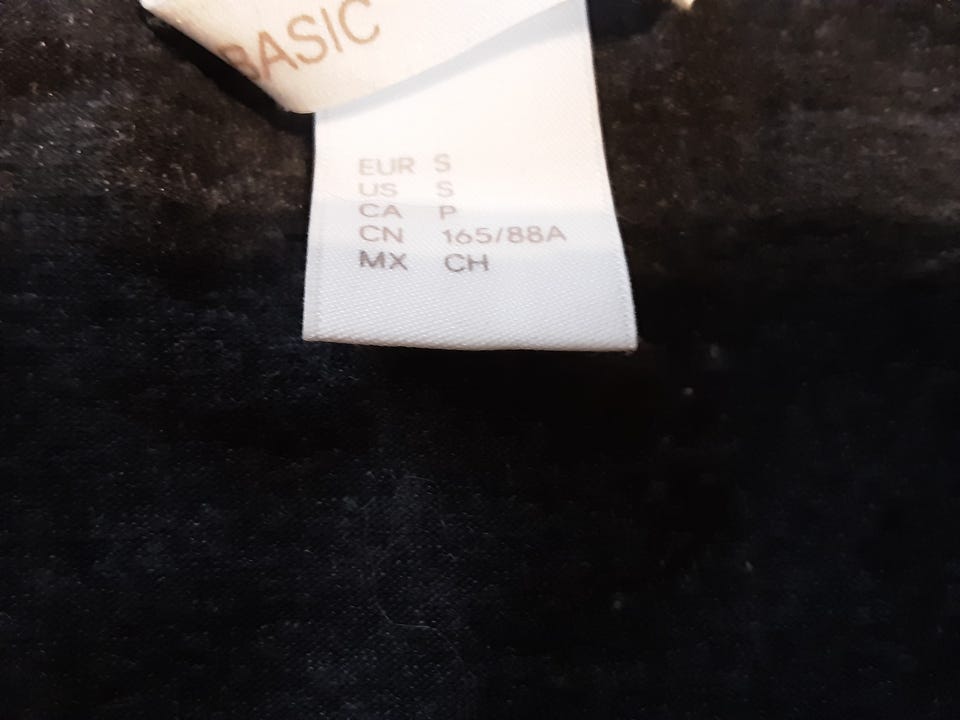 BASIC
EUR S
US S
CA P
CN 165/88A
MX CH